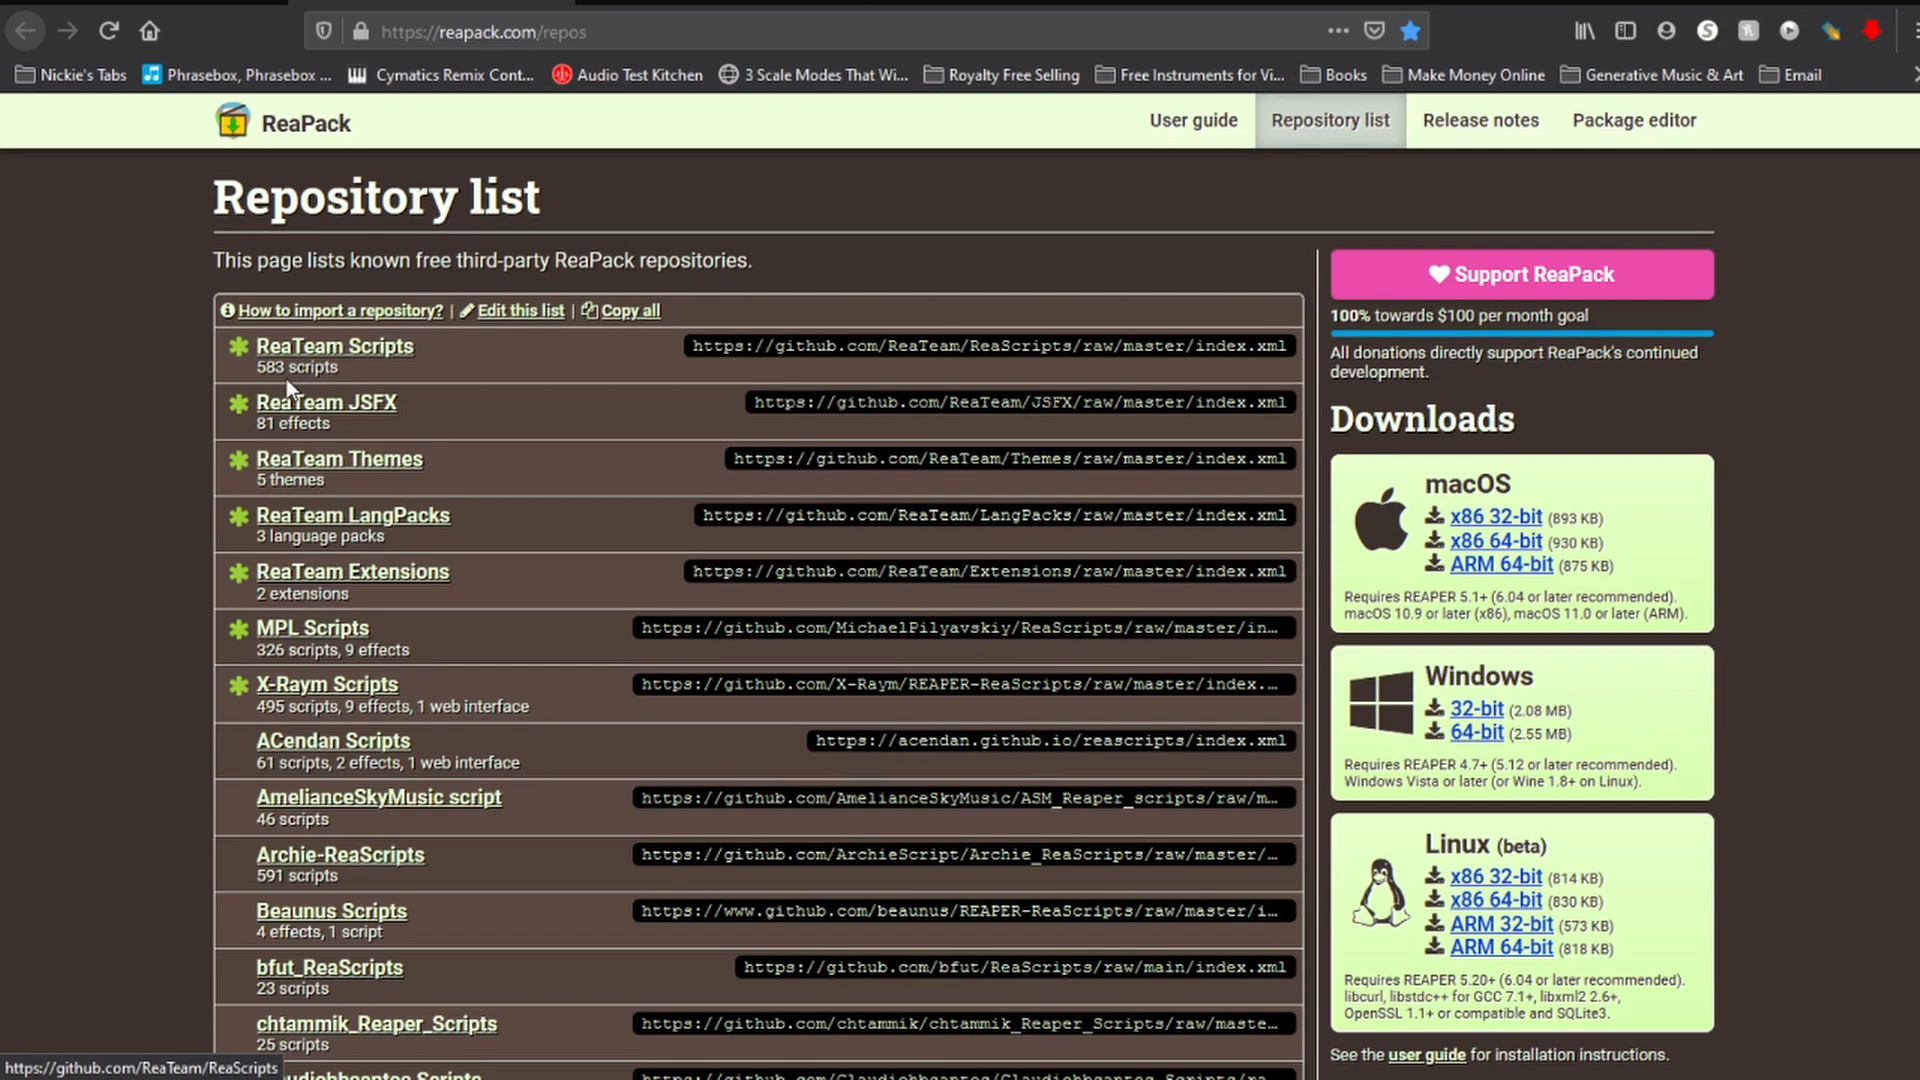 https://reapack.com/repos
Nickie's Tabs
Phrasebox, Phrasebox ...
Cymatics Remix Cont...
Audio Test Kitchen
3 Scale Modes That Wi...
Royalty Free Selling
Free Instruments for Vi...
Books
Make Money Online
Generative Music & Art
Email
ReaPack
User guide
Repository list
Release notes
Package editor
Repository list
This page lists known free third-party ReaPack repositories.
How to import a repository? | Edit this list | Copy all
ReaTeam Scripts
583 scripts
https://github.com/ReaTeam/ReaScripts/raw/master/index.xml
ReaTeam JSFX
81 effects
https://github.com/ReaTeam/JSFX/raw/master/index.xml
ReaTeam Themes
5 themes
https://github.com/ReaTeam/Themes/raw/master/index.xml
ReaTeam LangPacks
3 language packs
https://github.com/ReaTeam/LangPacks/raw/master/index.xml
ReaTeam Extensions
2 extensions
https://github.com/ReaTeam/Extensions/raw/master/index.xml
MPL Scripts
326 scripts, 9 effects
https://github.com/MichaelPilyavskiy/ReaScripts/raw/master/in...
X-Raym Scripts
495 scripts, 9 effects, 1 web interface
https://github.com/X-Raym/REAPER-ReaScripts/raw/master/index....
ACendan Scripts
61 scripts, 2 effects, 1 web interface
https://acendan.github.io/reascripts/index.xml
AmelianceSkyMusic script
46 scripts
https://github.com/AmelianceSkyMusic/ASM_Reaper_scripts/raw/m...
Archie-ReaScripts
591 scripts
https://github.com/ArchieScript/Archie_ReaScripts/raw/master/...
Beaunus Scripts
4 effects, 1 script
https://www.github.com/beaunus/REAPER-ReaScripts/raw/master/i...
bfut_ReaScripts
23 scripts
https://github.com/bfut/ReaScripts/raw/main/index.xml
chtammik_Reaper_Scripts
25 scripts
https://github.com/chtammik/chtammik_Reaper_Scripts/raw/maste...
Support ReaPack
100% towards $100 per month goal
All donations directly support ReaPack's continued
development.
Downloads
macOS
x86 32-bit (893 KB)
x86 64-bit (930 KB)
ARM 64-bit (875 KB)
Requires REAPER 5.1+ (6.04 or later recommended).
macOS 10.9 or later (x86), macOS 11.0 or later (ARM).
Windows
32-bit (2.08 MB)
64-bit (2.55 MB)
Requires REAPER 4.7+ (5.12 or later recommended).
Windows Vista or later (or Wine 1.8+ on Linux).
Linux (beta)
x86 32-bit (814 KB)
x86 64-bit (830 KB)
ARM 32-bit (573 KB)
ARM 64-bit (818 KB)
Requires REAPER 5.20+ (6.04 or later recommended).
libcurl, libstdc++ for GCC 7.1+, libxml2 2.6+,
OpenSSL 1.1+ or compatible and SQLite3.
See the user guide for installation instructions.
https://github.com/ReaTeam/ReaScripts